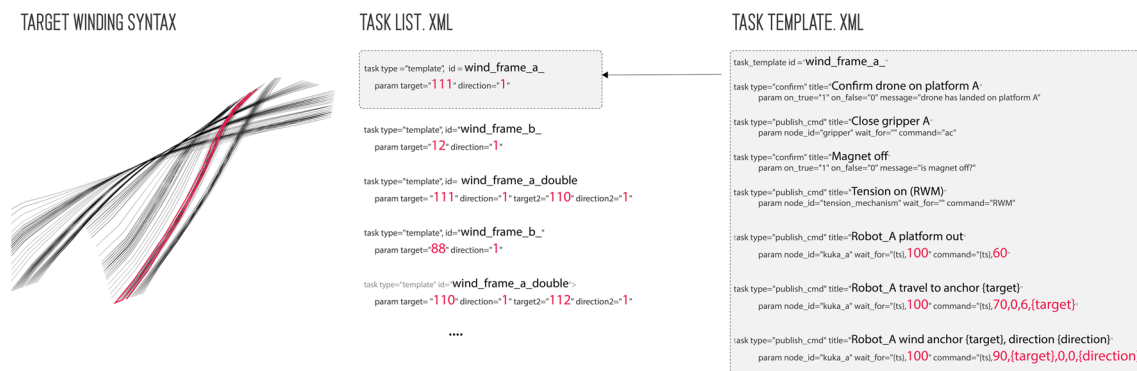 TARGET WINDING SYNTAX
TASK LIST. XML
task type ="template", id = wind_frame_a_
param target="111" direction="1"
task type="template", id="wind_frame_b_
param target="12" direction="1"
task type="template", id= wind_frame_a_double
param target= "111" direction="1" target2="110" direction2="1"
task type="template", id="wind_frame_b_"
param target="88" direction="1"
task type="template" id="wind_frame_a_double">
param target= "110" direction="1" target2="112" direction2="1"
....
TASK TEMPLATE. XML
task_template id ="wind_frame_a_"
task type="confirm" title="Confirm drone on platform A"
param on_true="1" on_false="0" message="drone has landed on platform A"
task type="publish_cmd" title="Close gripper A"
param node_id="gripper" wait_for="" command="ac"
task type="confirm" title="Magnet off"
param on_true="1" on_false="0" message="is magnet off?"
task type="publish_cmd" title="Tension on (RWM)"
param node_id="tension_mechanism" wait_for="" command="RWM"
task type="publish_cmd" title="Robot_A platform out"
param node_id="kuka_a" wait_for="{ts},100" command="{ts},60"
task type="publish_cmd" title="Robot_A travel to anchor {target}"
param node_id="kuka_a" wait_for="{ts},100" command="{ts},70,0,6,{target}"
task type="publish_cmd" title="Robot_A wind anchor {target}, direction {direction}"
param node_id="kuka_a" wait_for="{ts},100" command="{ts},90,{target},0,0,{direction}